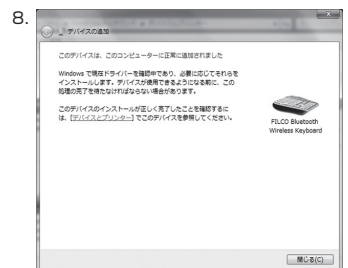 8.
デバイスの追加
このデバイスは、このコンピューターに正常に追加されました
Windows で現在ドライバーを確認中であり、必要に応じてそれらを
インストールします。デバイスが使用できるようになる前に、この
処理の完了を待たなければならない場合があります。
このデバイスのインストールが正しく完了したことを確認するに
は、[デバイスとプリンター] でこのデバイスを参照してください。
FILCO Bluetooth
Wireless Keyboard
閉じる(C)